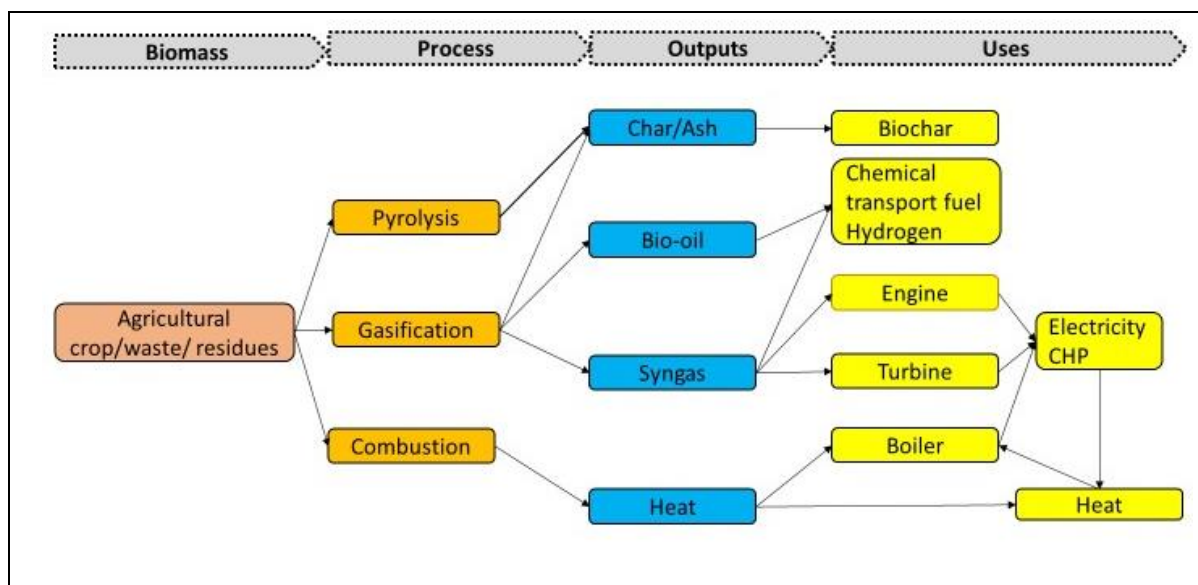 Biomass
Process
Outputs
Uses
Char/Ash
Biochar
Chemical
transport fuel
Hydrogen
Pyrolysis
Bio-oil
Engine
Agricultural
crop/waste/ residues
Gasification
Electricity
CHP
Syngas
Turbine
Combustion
Boiler
Heat
Heat